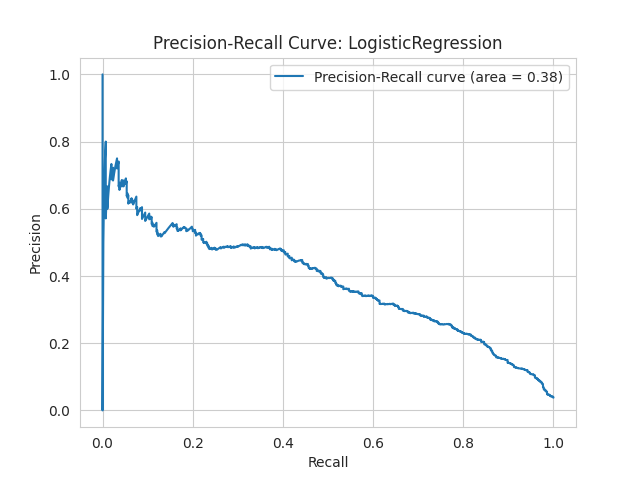 Precision-Recall Curve: LogisticRegression
Precision-Recall curve (area = 0.38)
1.0
0.8
0.6
0.4
0.2
0.0
Precision
0.0 0.2 0.4 0.6 0.8 1.0
Recall